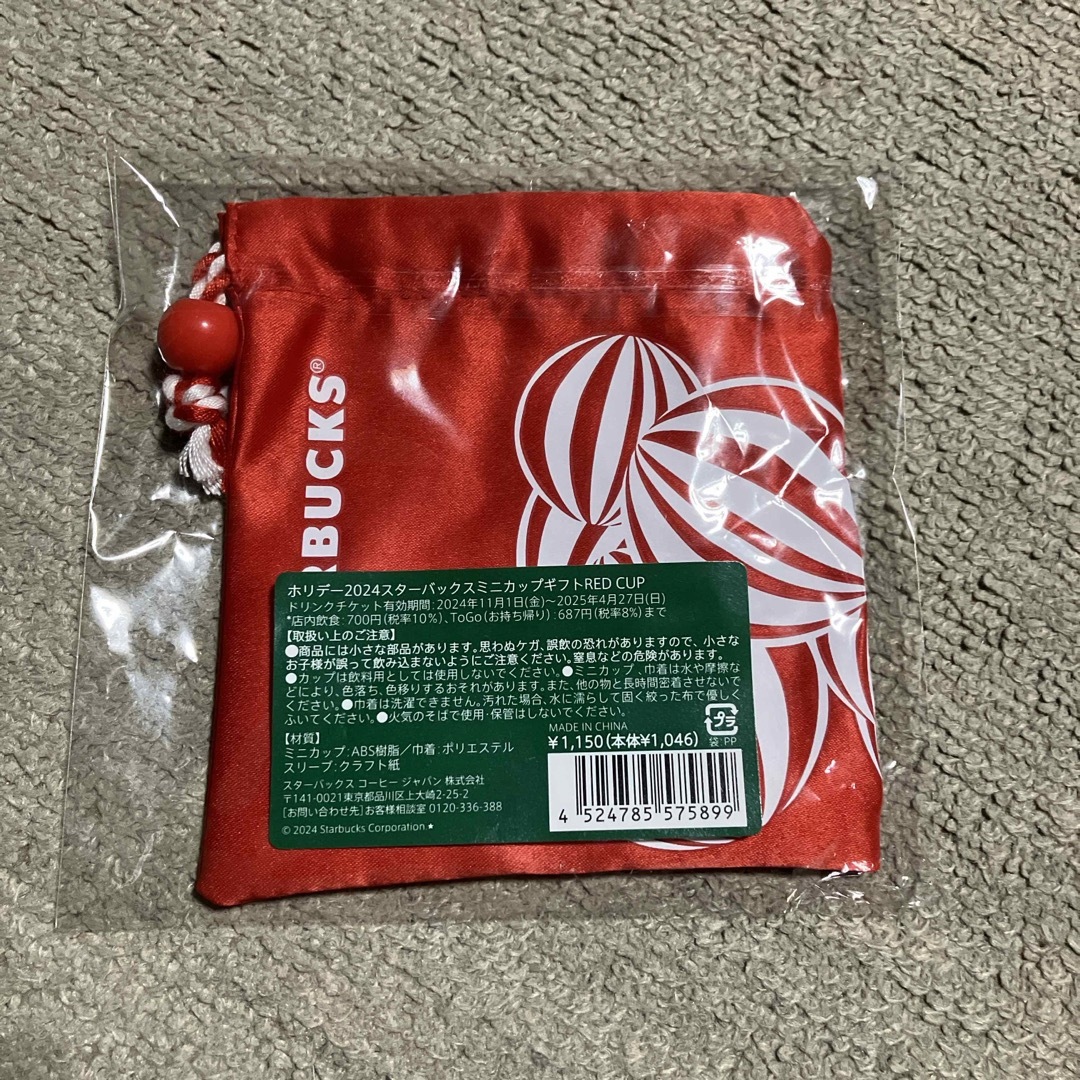 RBUCKS®
ホリデー2024スターバックスミニカップギフトRED CUP
ドリンクチケット有効期間：2024年11月1日(金)~2025年4月27日(日)
*店内飲食：700円(税率10%)、ToGo(お持ち帰り)：687円(税率8%)まで
【取扱い上のご注意】
●商品には小さな部品があります。思わぬケガ、誤飲の恐れがありますので、小さな
お子様が誤って飲み込まないようにご注意ください。窒息などの危険があります。
●カップは飲料用としては使用しないでください。●ミニカップ、巾着は水や摩擦な
どにより、色落ち、色移りするおそれがあります。また、他の物と長時間密着させないで
ください。●巾着は洗濯できません。汚れた場合、水に濡らして固く絞った布で優しく
ふいてください。●火気のそばで使用・保管はしないでください。
【材質】
ミニカップ：ABS樹脂／巾着：ポリエステル
スリーブ：クラフト紙
スターバックス コーヒー ジャパン 株式会社
〒141-0021東京都品川区上大崎2-25-2
[お問い合わせ先]お客様相談室 0120-336-388
© 2024 Starbucks Corporation.★
MADE IN CHINA
¥1,150(本体¥1,046)
プラ
袋：PP
4 524785 575899